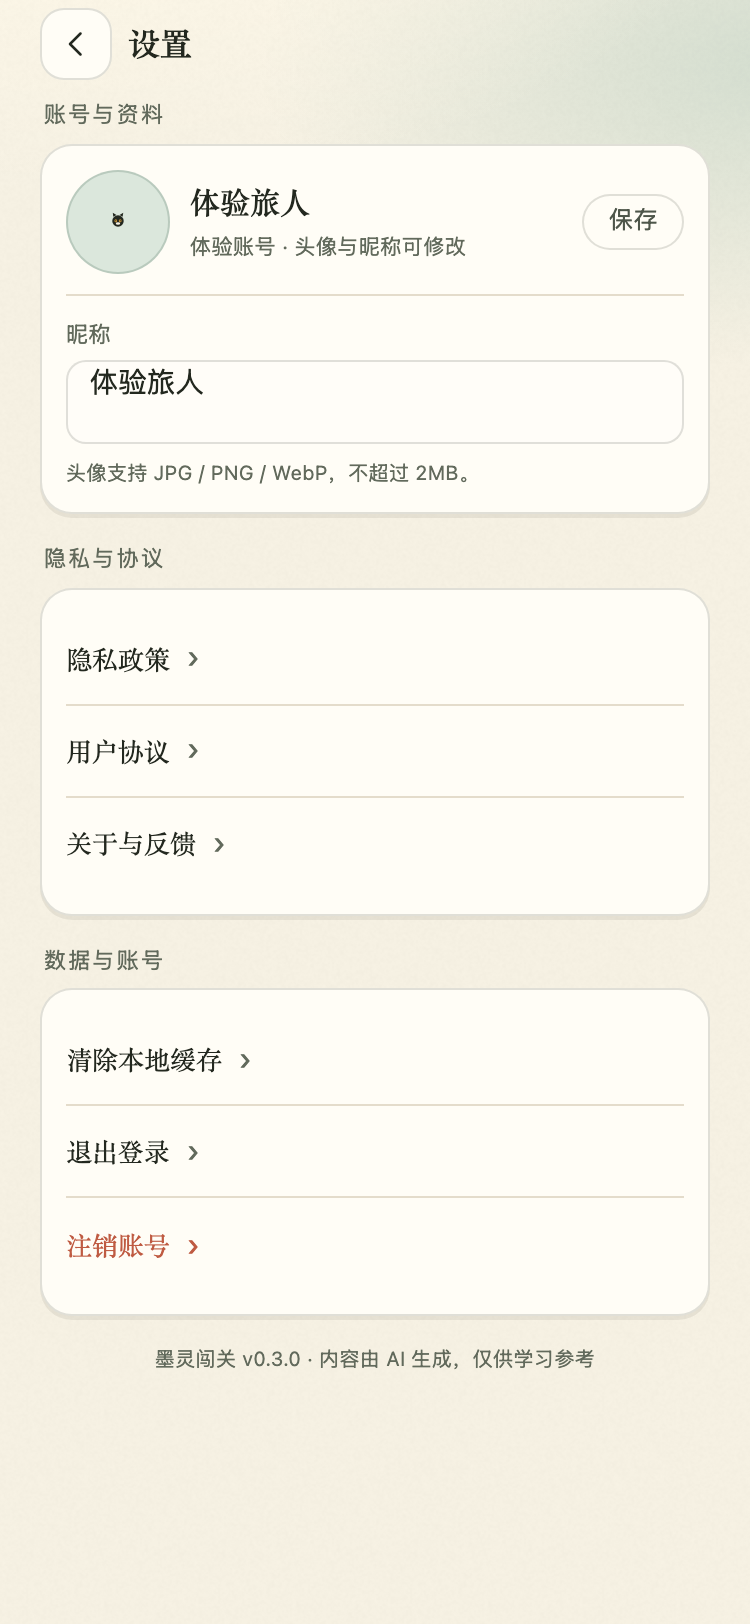 设置
账号与资料
体验旅人
体验账号 · 头像与昵称可修改
保存
昵称
体验旅人
头像支持 JPG / PNG / WebP，不超过 2MB。
隐私与协议
隐私政策 ›
用户协议 ›
关于与反馈 ›
数据与账号
清除本地缓存 ›
退出登录 ›
注销账号 ›
墨灵闯关 v0.3.0 · 内容由 AI 生成，仅供学习参考